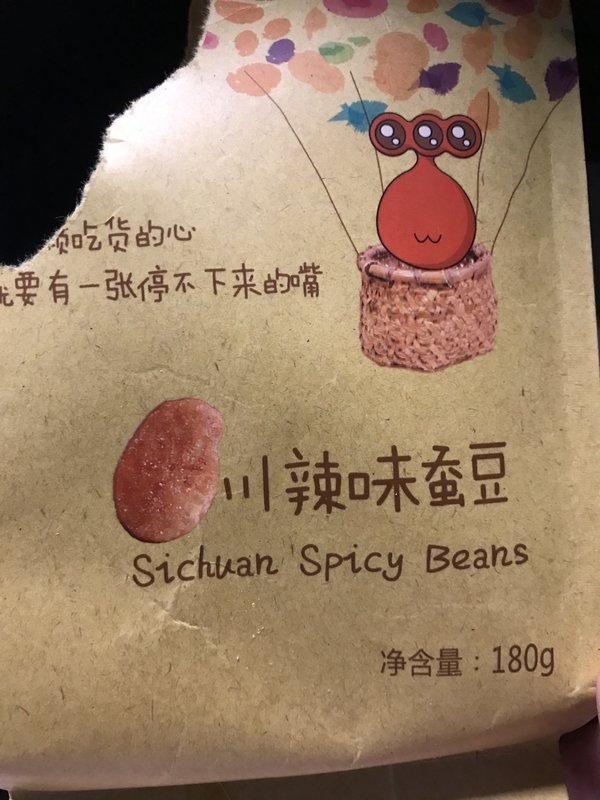 吃货的心
要有一张停不下来的嘴
川辣味蚕豆
Sichuan Spicy Beans
净含量：180g